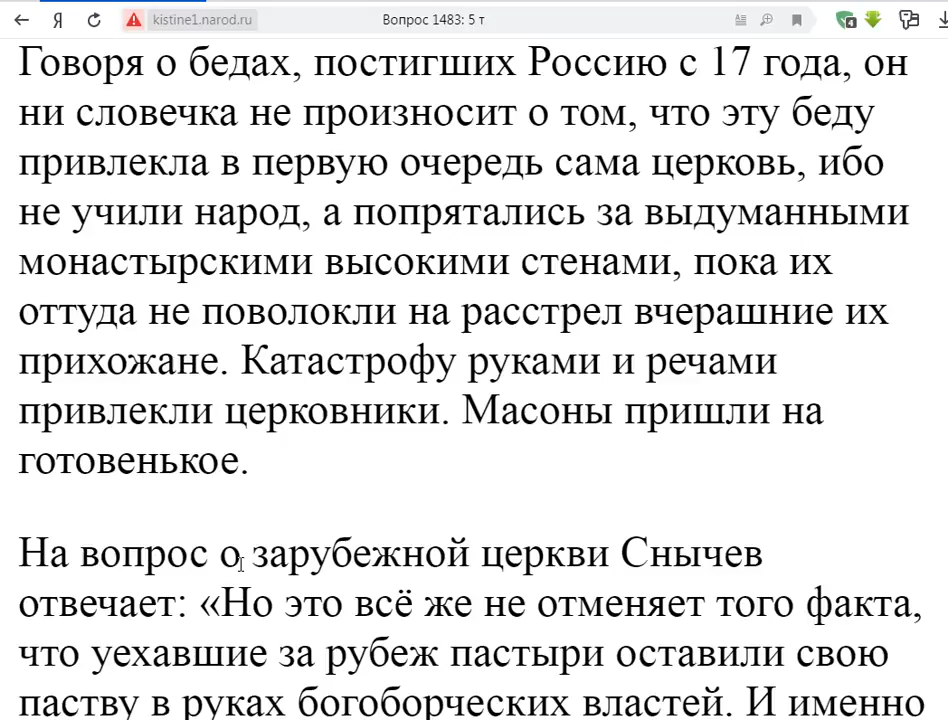 Я kistine1.narod.ru Вопрос 1483: 5 т 4
Говоря о бедах, постигших Россию с 17 года, он
ни словечка не произносит о том, что эту беду
привлекла в первую очередь сама церковь, ибо
не учили народ, а попрятались за выдуманными
монастырскими высокими стенами, пока их
оттуда не поволокли на расстрел вчерашние их
прихожане. Катастрофу руками и речами
привлекли церковники. Масоны пришли на
готовенькое.
На вопрос о зарубежной церкви Снычев
отвечает: «Но это всё же не отменяет того факта,
что уехавшие за рубеж пастыри оставили свою
паству в руках богоборческих властей. И именно